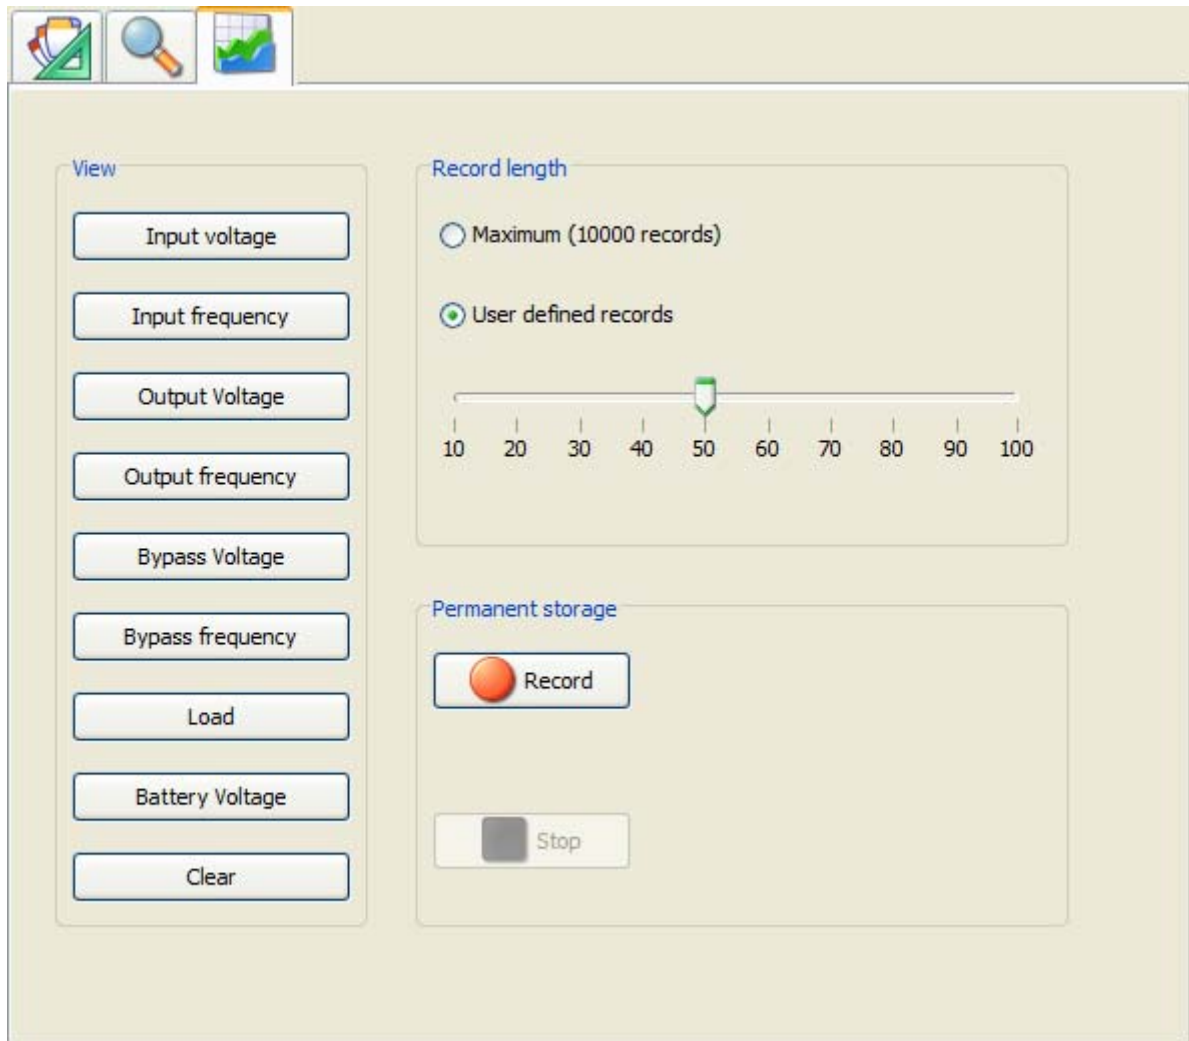 View
Input voltage
Input frequency
Output Voltage
Output frequency
Bypass Voltage
Bypass frequency
Load
Battery Voltage
Clear
Record length
Maximum (10000 records)
User defined records
10 20 30 40 50 60 70 80 90 100
Permanent storage
Record
Stop